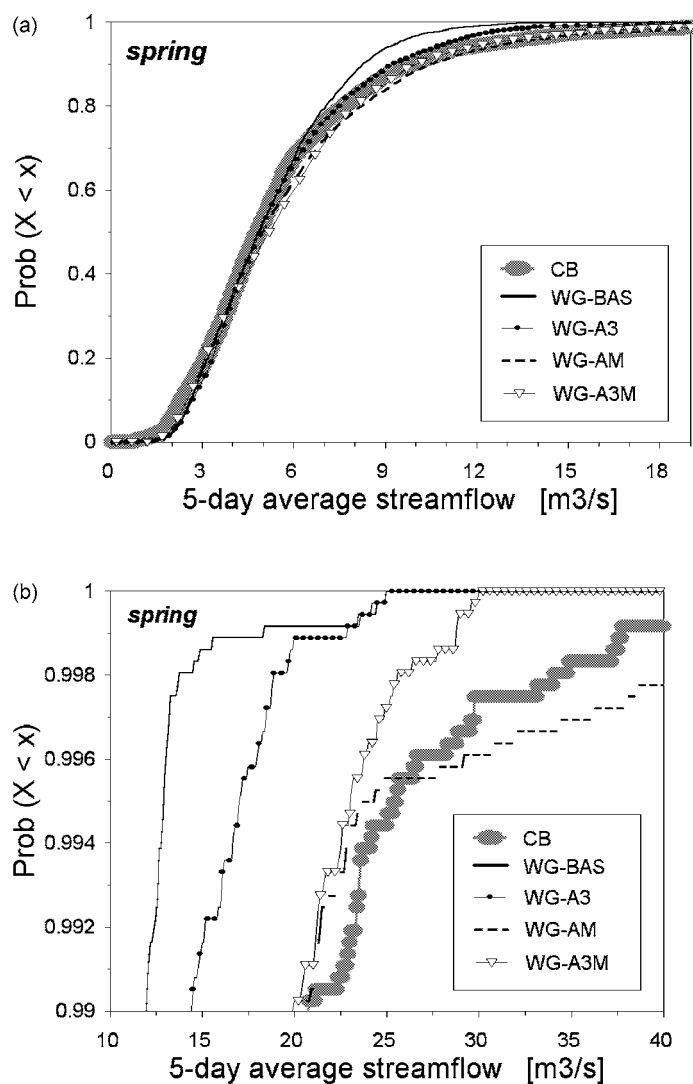 (a)
spring
1
0.8
0.6
0.4
0.2
0
Prob (X < x)
CB
WG-BAS
WG-A3
WG-AM
WG-A3M
0 3 6 9 12 15 18
5-day average streamflow [m3/s]
(b)
spring
1
0.998
0.996
0.994
0.992
0.99
Prob (X < x)
CB
WG-BAS
WG-A3
WG-AM
WG-A3M
10 15 20 25 30 35 40
5-day average streamflow [m3/s]